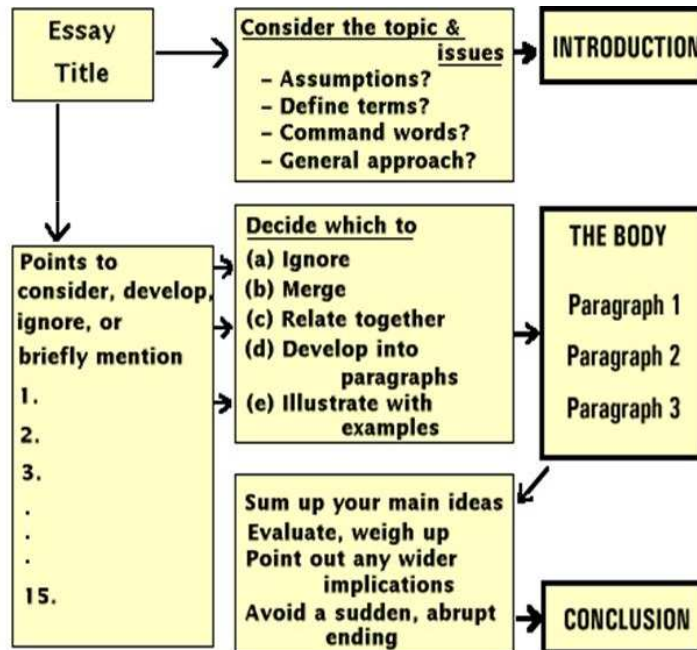 Essay
Title
Consider the topic &
issues
– Assumptions?
– Define terms?
– Command words?
– General approach?
INTRODUCTION
Points to
consider, develop,
ignore, or
briefly mention
1.
2.
3.
.
.
.
15.
Decide which to
(a) Ignore
(b) Merge
(c) Relate together
(d) Develop into
paragraphs
(e) Illustrate with
examples
THE BODY
Paragraph 1
Paragraph 2
Paragraph 3
Sum up your main ideas
Evaluate, weigh up
Point out any wider
implications
Avoid a sudden, abrupt
ending
CONCLUSION